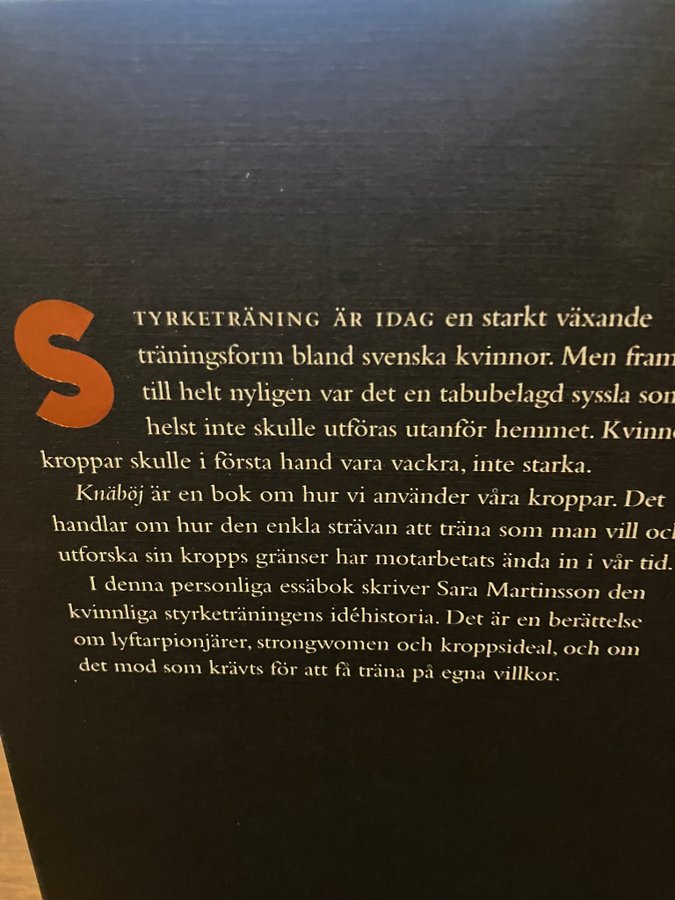 STYRKETRÄNING ÄR IDAG en starkt växande
träningsform bland svenska kvinnor. Men fram
till helt nyligen var det en tabubelagd syssla som
helst inte skulle utföras utanför hemmet. Kvinno
kroppar skulle i första hand vara vackra, inte starka.
Knäböj är en bok om hur vi använder våra kroppar. Det
handlar om hur den enkla strävan att träna som man vill och
utforska sin kropps gränser har motarbetats ända in i vår tid.
I denna personliga essäbok skriver Sara Martinsson den
kvinnliga styrketräningens idéhistoria. Det är en berättelse
om lyftarpionjärer, strongwomen och kroppsideal, och om
det mod som krävts för att få träna på egna villkor.